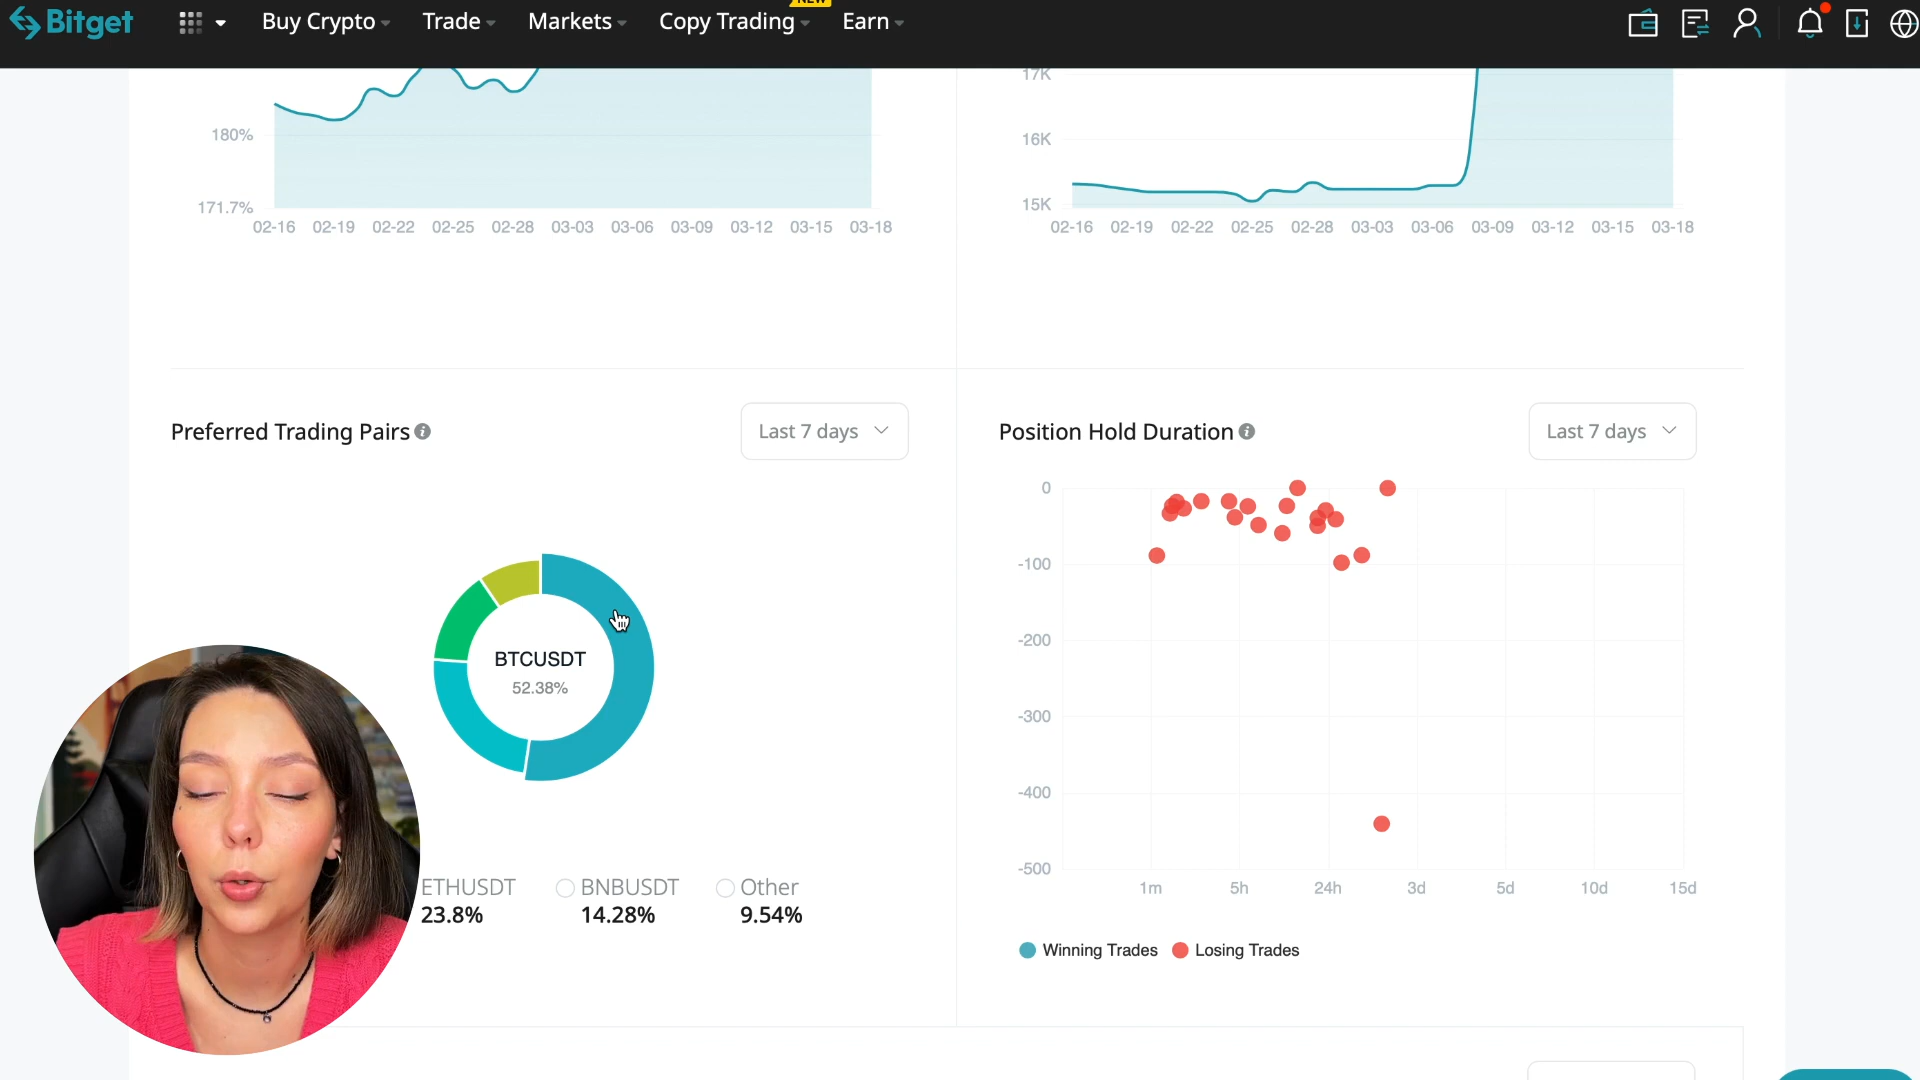 Bitget
Buy Crypto
Trade
Markets
Copy Trading
NEW
Earn
180%
171.7%
02-16 02-19 02-22 02-25 02-28 03-03 03-06 03-09 03-12 03-15 03-18
17K
16K
15K
02-16 02-19 02-22 02-25 02-28 03-03 03-06 03-09 03-12 03-15 03-18
Preferred Trading Pairs
Last 7 days
BTCUSDT
52.38%
ETHUSDT
23.8%
BNBUSDT
14.28%
Other
9.54%
Position Hold Duration
Last 7 days
0
-100
-200
-300
-400
-500
1m 5h 24h 3d 5d 10d 15d
Winning Trades Losing Trades